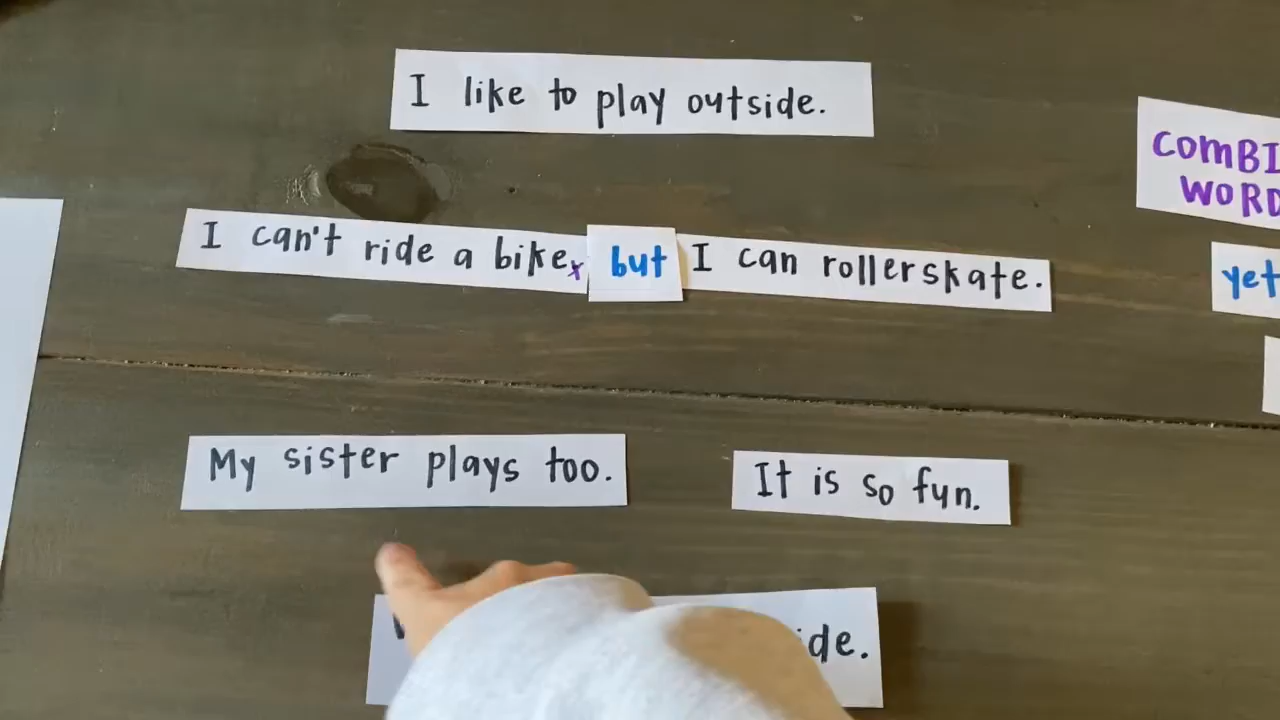 I like to play outside.
COMBI
WORD
I can't ride a bike, but I can rollerskate.
yet
My sister plays too.
It is so fun.
ide.